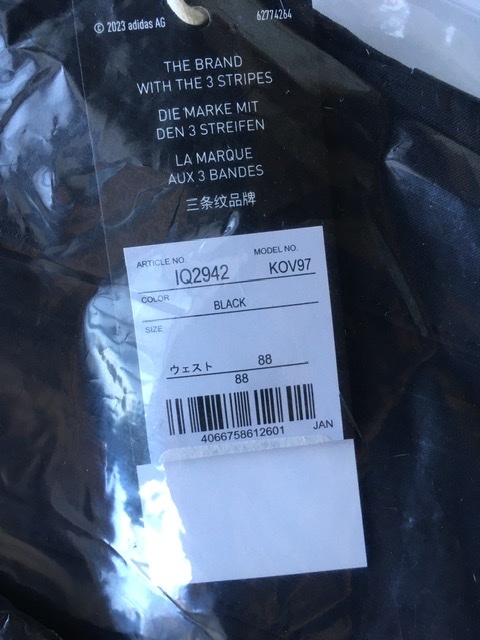 © 2023 adidas AG
62774264
THE BRAND
WITH THE 3 STRIPES
DIE MARKE MIT
DEN 3 STREIFEN
LA MARQUE
AUX 3 BANDES
三条纹品牌
ARTICLE NO. MODEL NO.
IQ2942 KOV97
COLOR
BLACK
SIZE
ウェスト 88
88
4066758612601 JAN